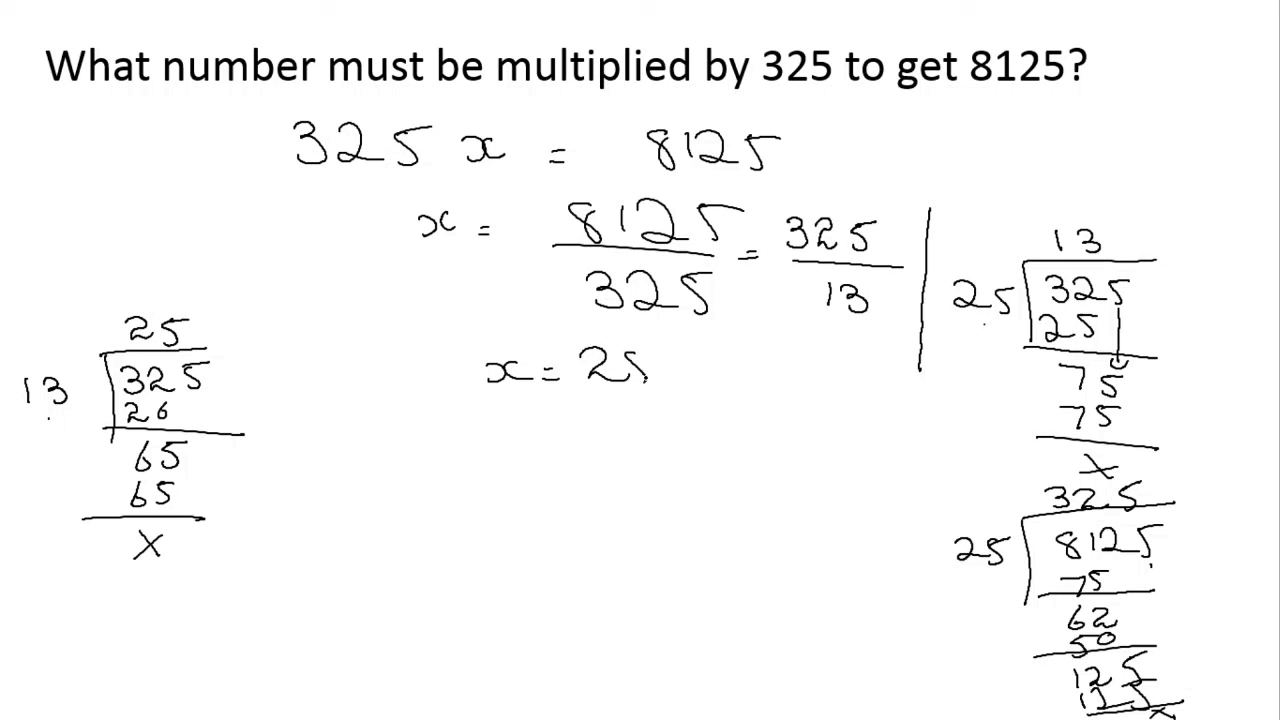 What number must be multiplied by 325 to get 8125?
325 x = 8125
x = 8125/325 = 325/13
x = 25
25
13 325
26
65
65
x
13
25 325
25
75
75
x
325
25 8125
75
62
50
125
125
x